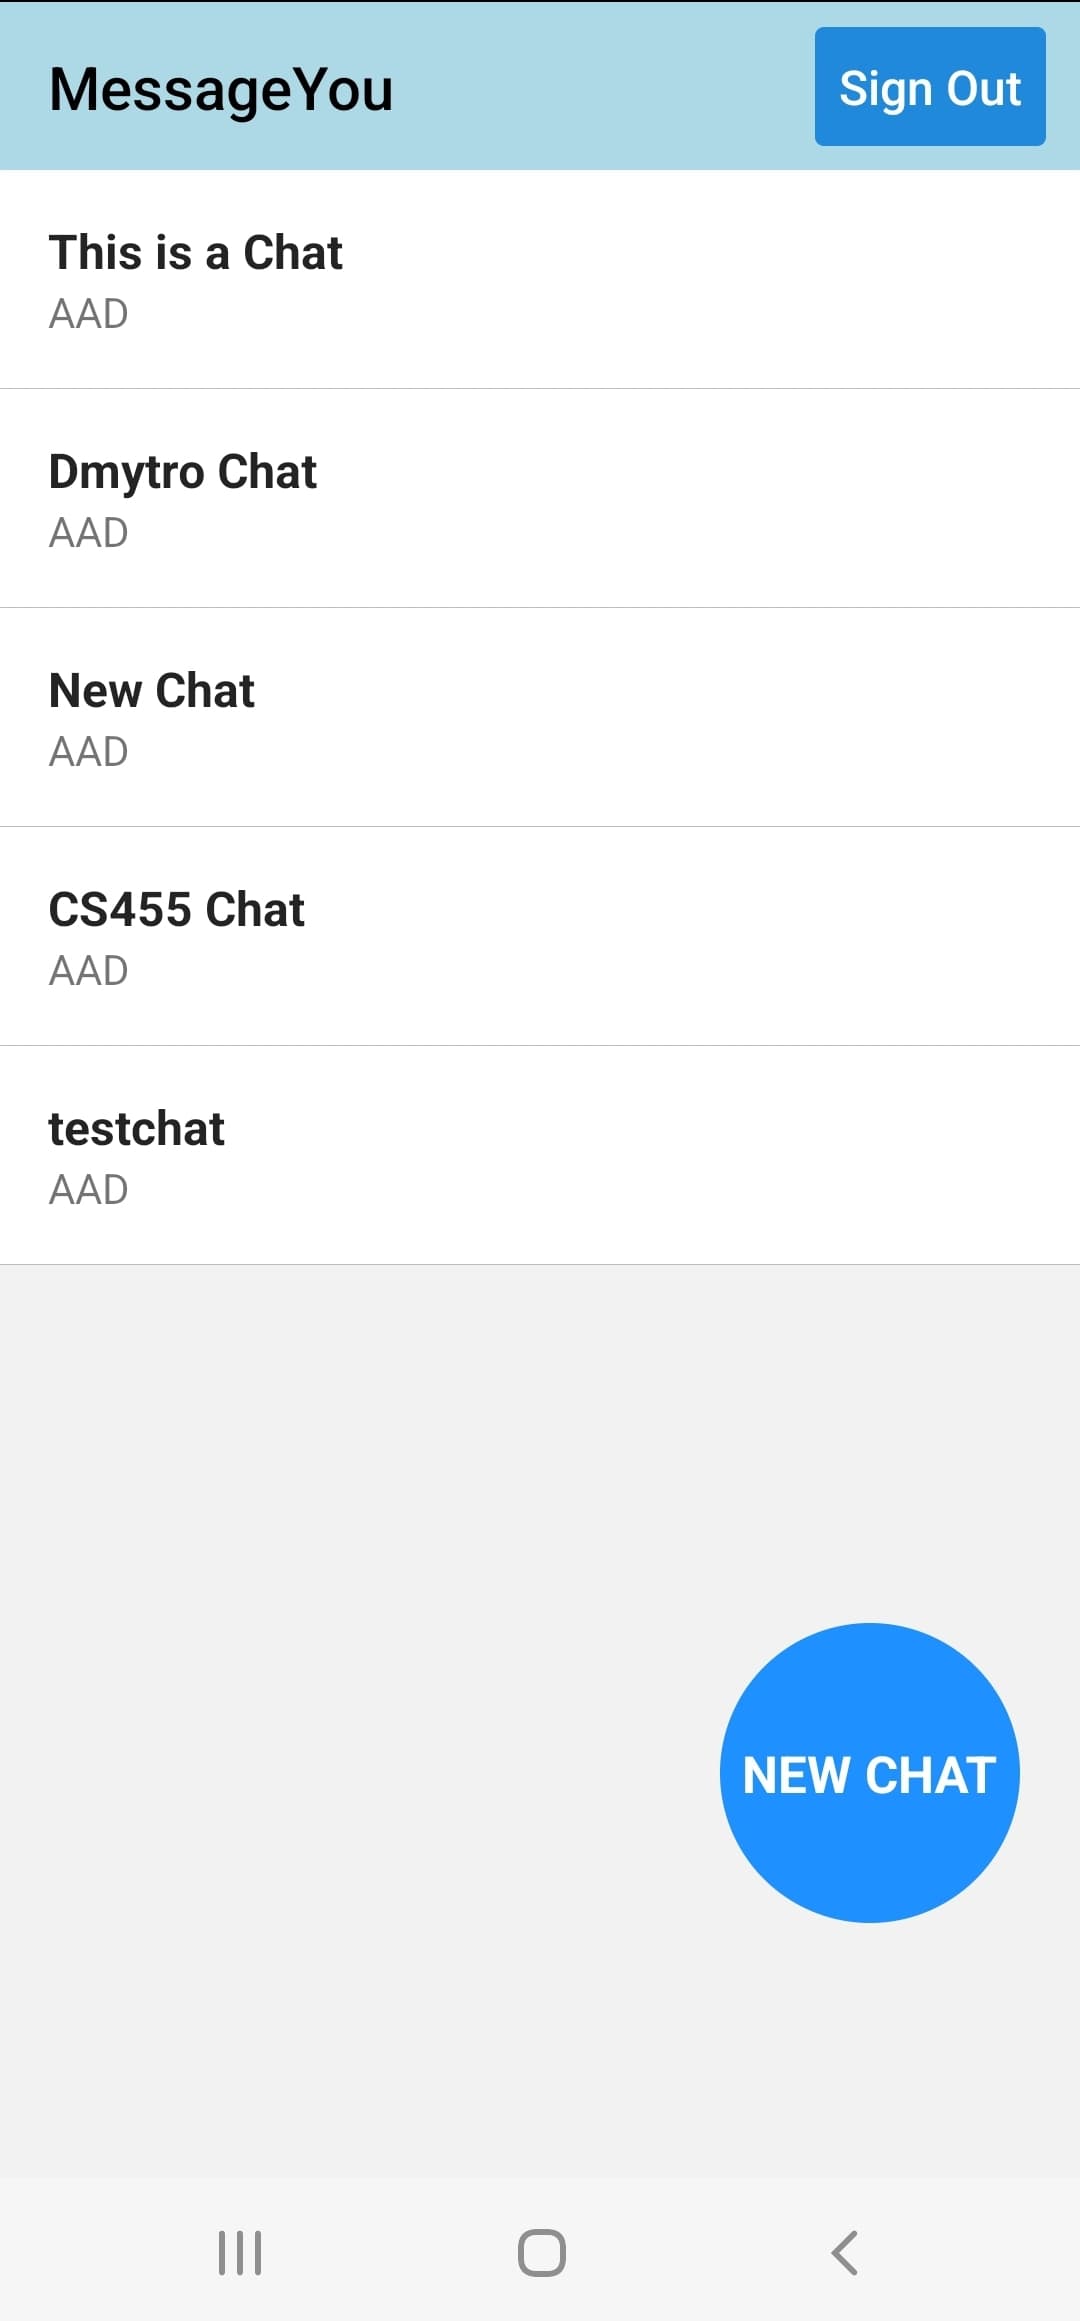 MessageYou
Sign Out
This is a Chat
AAD
Dmytro Chat
AAD
New Chat
AAD
CS455 Chat
AAD
testchat
AAD
NEW CHAT